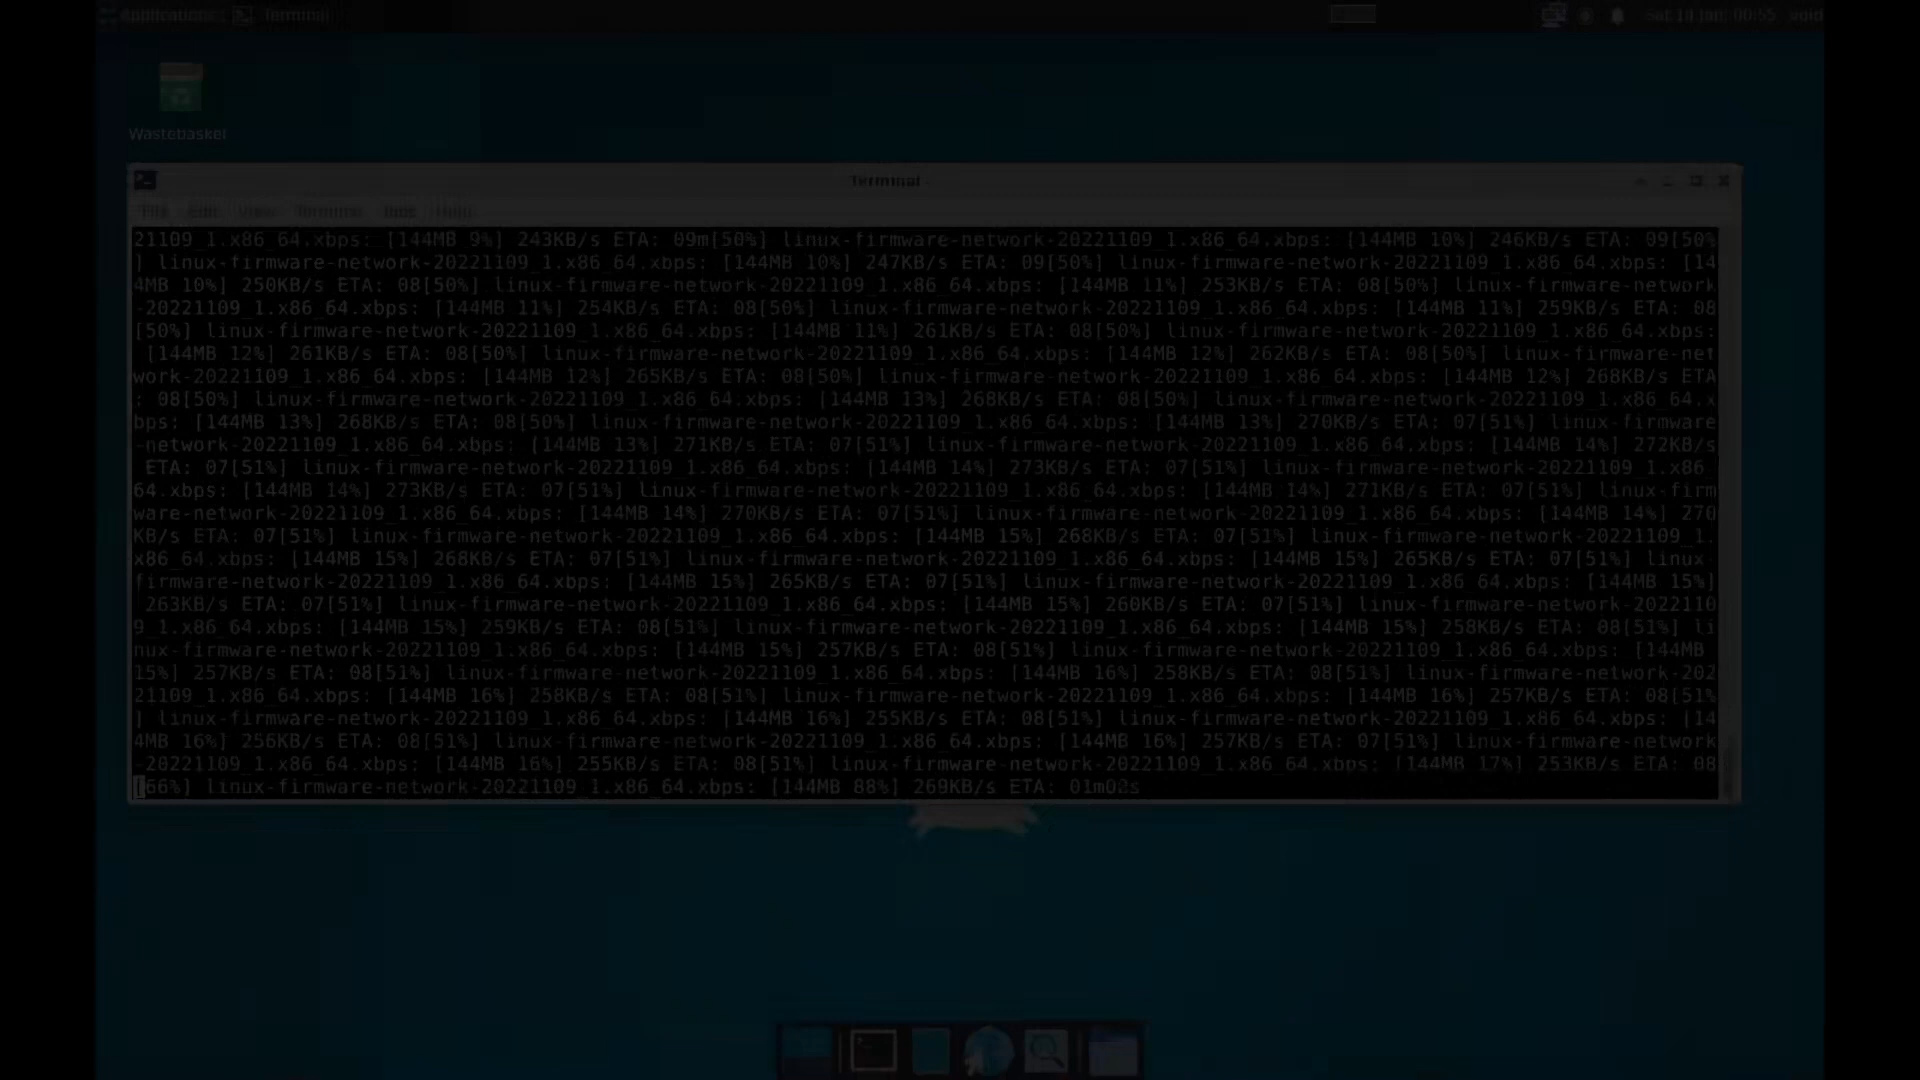 Applications Terminal Sat 14 Jan, 00:55 void
Wastebasket
Terminal
File Edit View Terminal Tabs Help
21109_1.x86_64.xbps: [144MB 9%] 243KB/s ETA: 09m[50%] linux-firmware-network-20221109_1.x86_64.xbps: [144MB 10%] 246KB/s ETA: 09[50%
] linux-firmware-network-20221109_1.x86_64.xbps: [144MB 10%] 247KB/s ETA: 09[50%] linux-firmware-network-20221109_1.x86_64.xbps: [14
4MB 10%] 250KB/s ETA: 08[50%] linux-firmware-network-20221109_1.x86_64.xbps: [144MB 11%] 253KB/s ETA: 08[50%] linux-firmware-network
-20221109_1.x86_64.xbps: [144MB 11%] 254KB/s ETA: 08[50%] linux-firmware-network-20221109_1.x86_64.xbps: [144MB 11%] 259KB/s ETA: 08
[50%] linux-firmware-network-20221109_1.x86_64.xbps: [144MB 11%] 261KB/s ETA: 08[50%] linux-firmware-network-20221109_1.x86_64.xbps:
[144MB 12%] 261KB/s ETA: 08[50%] linux-firmware-network-20221109_1.x86_64.xbps: [144MB 12%] 262KB/s ETA: 08[50%] linux-firmware-net
work-20221109_1.x86_64.xbps: [144MB 12%] 265KB/s ETA: 08[50%] linux-firmware-network-20221109_1.x86_64.xbps: [144MB 12%] 268KB/s ETA
: 08[50%] linux-firmware-network-20221109_1.x86_64.xbps: [144MB 13%] 268KB/s ETA: 08[50%] linux-firmware-network-20221109_1.x86_64.x
bps: [144MB 13%] 268KB/s ETA: 08[50%] linux-firmware-network-20221109_1.x86_64.xbps: [144MB 13%] 270KB/s ETA: 07[51%] linux-firmware
-network-20221109_1.x86_64.xbps: [144MB 13%] 271KB/s ETA: 07[51%] linux-firmware-network-20221109_1.x86_64.xbps: [144MB 14%] 272KB/s
ETA: 07[51%] linux-firmware-network-20221109_1.x86_64.xbps: [144MB 14%] 273KB/s ETA: 07[51%] linux-firmware-network-20221109_1.x86_
64.xbps: [144MB 14%] 273KB/s ETA: 07[51%] linux-firmware-network-20221109_1.x86_64.xbps: [144MB 14%] 271KB/s ETA: 07[51%] linux-firm
ware-network-20221109_1.x86_64.xbps: [144MB 14%] 270KB/s ETA: 07[51%] linux-firmware-network-20221109_1.x86_64.xbps: [144MB 14%] 270
KB/s ETA: 07[51%] linux-firmware-network-20221109_1.x86_64.xbps: [144MB 15%] 268KB/s ETA: 07[51%] linux-firmware-network-20221109_1.
x86_64.xbps: [144MB 15%] 268KB/s ETA: 07[51%] linux-firmware-network-20221109_1.x86_64.xbps: [144MB 15%] 265KB/s ETA: 07[51%] linux-
firmware-network-20221109_1.x86_64.xbps: [144MB 15%] 265KB/s ETA: 07[51%] linux-firmware-network-20221109_1.x86_64.xbps: [144MB 15%]
263KB/s ETA: 07[51%] linux-firmware-network-20221109_1.x86_64.xbps: [144MB 15%] 260KB/s ETA: 07[51%] linux-firmware-network-2022110
9_1.x86_64.xbps: [144MB 15%] 259KB/s ETA: 08[51%] linux-firmware-network-20221109_1.x86_64.xbps: [144MB 15%] 258KB/s ETA: 08[51%] li
nux-firmware-network-20221109_1.x86_64.xbps: [144MB 15%] 257KB/s ETA: 08[51%] linux-firmware-network-20221109_1.x86_64.xbps: [144MB
15%] 257KB/s ETA: 08[51%] linux-firmware-network-20221109_1.x86_64.xbps: [144MB 16%] 258KB/s ETA: 08[51%] linux-firmware-network-202
21109_1.x86_64.xbps: [144MB 16%] 258KB/s ETA: 08[51%] linux-firmware-network-20221109_1.x86_64.xbps: [144MB 16%] 257KB/s ETA: 08[51%
] linux-firmware-network-20221109_1.x86_64.xbps: [144MB 16%] 255KB/s ETA: 08[51%] linux-firmware-network-20221109_1.x86_64.xbps: [14
4MB 16%] 256KB/s ETA: 08[51%] linux-firmware-network-20221109_1.x86_64.xbps: [144MB 16%] 257KB/s ETA: 07[51%] linux-firmware-network
-20221109_1.x86_64.xbps: [144MB 16%] 255KB/s ETA: 08[51%] linux-firmware-network-20221109_1.x86_64.xbps: [144MB 17%] 253KB/s ETA: 08
[66%] linux-firmware-network-20221109_1.x86_64.xbps: [144MB 88%] 269KB/s ETA: 01m02s